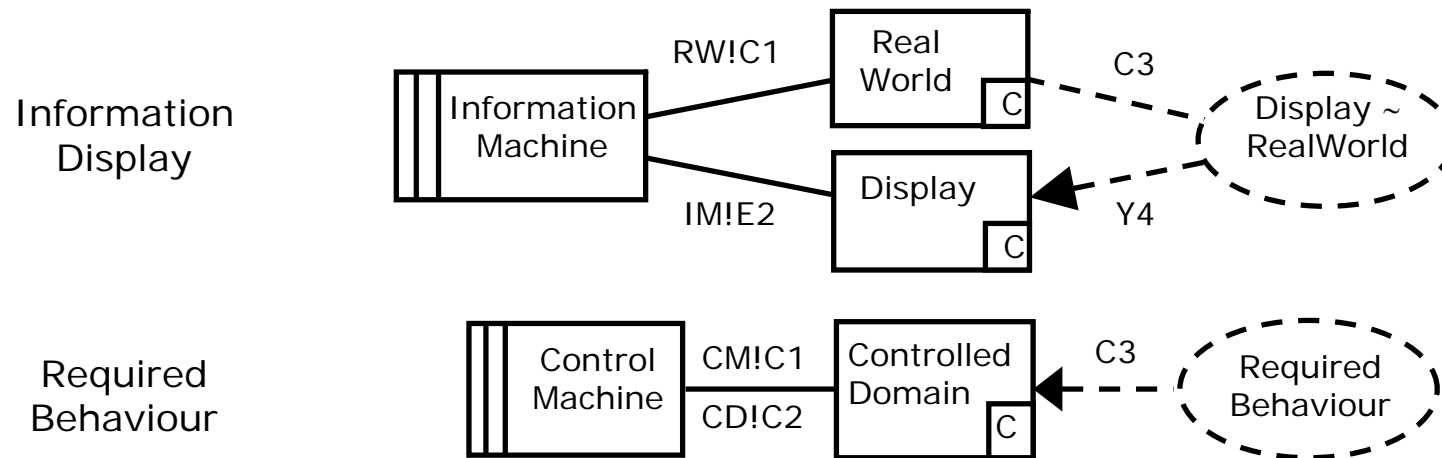 Information
Display
Information
Machine
RW!C1
IM!E2
Real
World
C
Display
C
C3
Y4
Display ~
RealWorld
Required
Behaviour
Control
Machine
CM!C1
CD!C2
Controlled
Domain
C
C3
Required
Behaviour